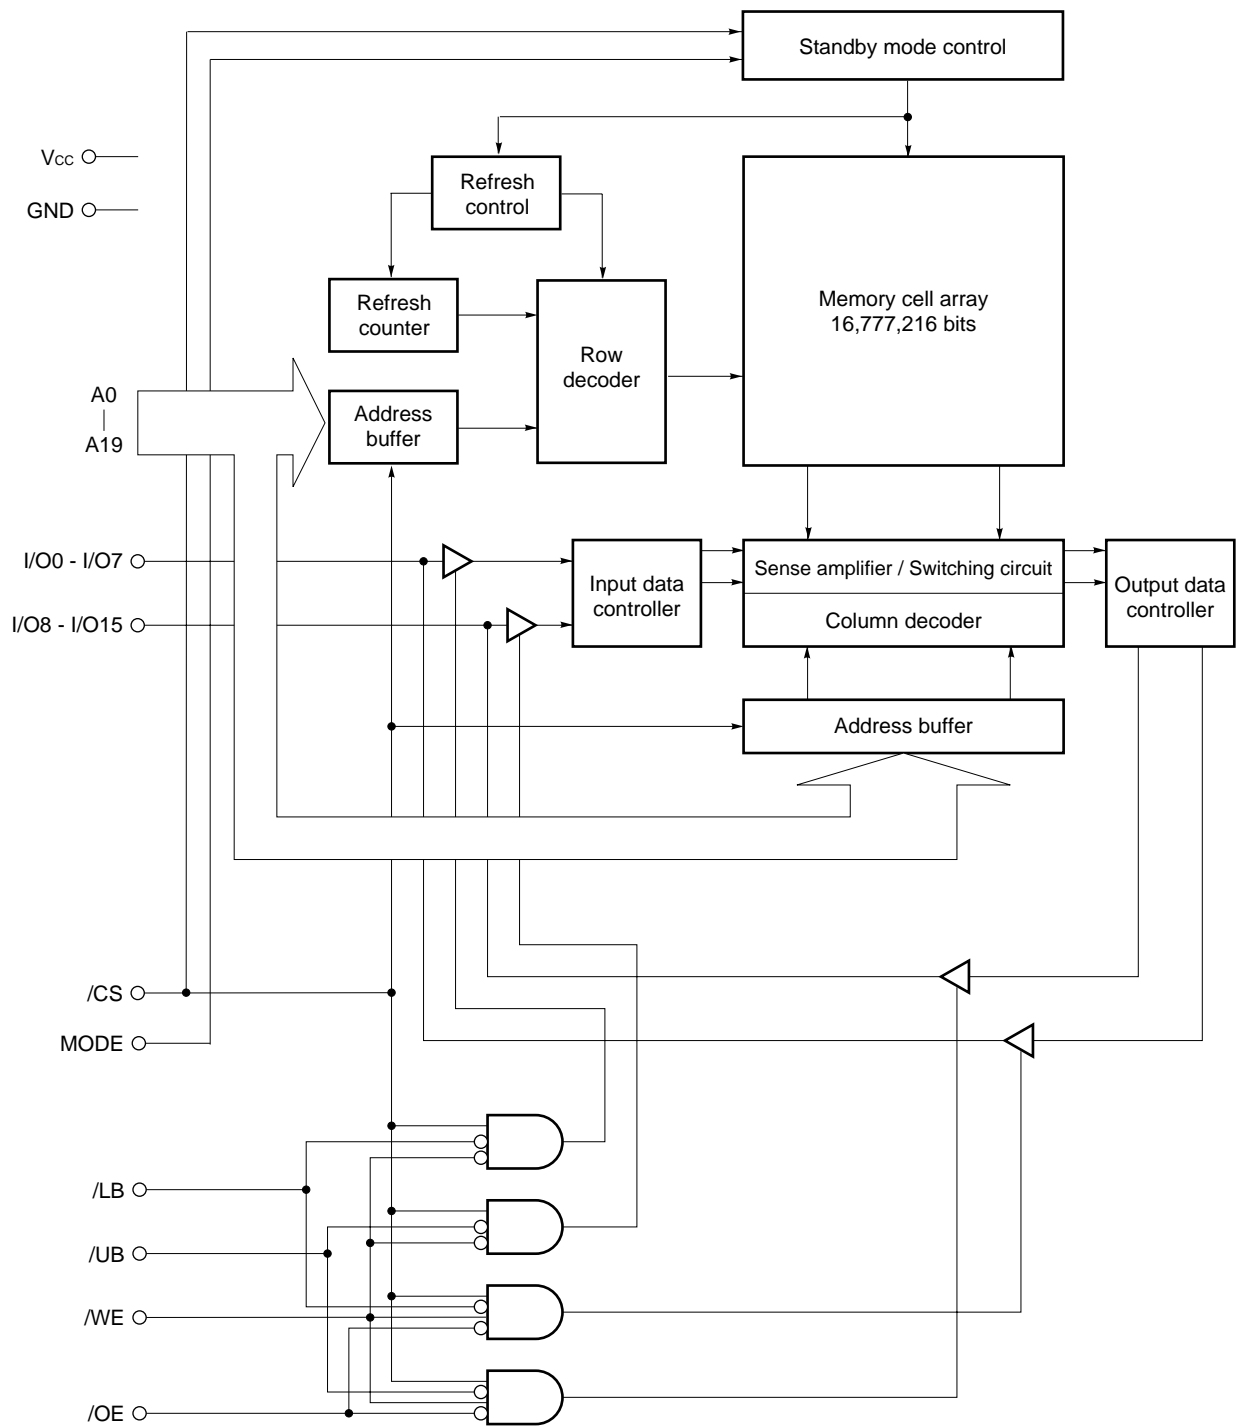 Standby mode control
VCC
GND
Refresh
control
Refresh
counter
Memory cell array
16,777,216 bits
Row
decoder
A0
A19
Address
buffer
I/O0 - I/O7
I/O8 - I/O15
Input data
controller
Sense amplifier / Switching circuit
Column decoder
Output data
controller
Address buffer
/CS
MODE
/LB
/UB
/WE
/OE